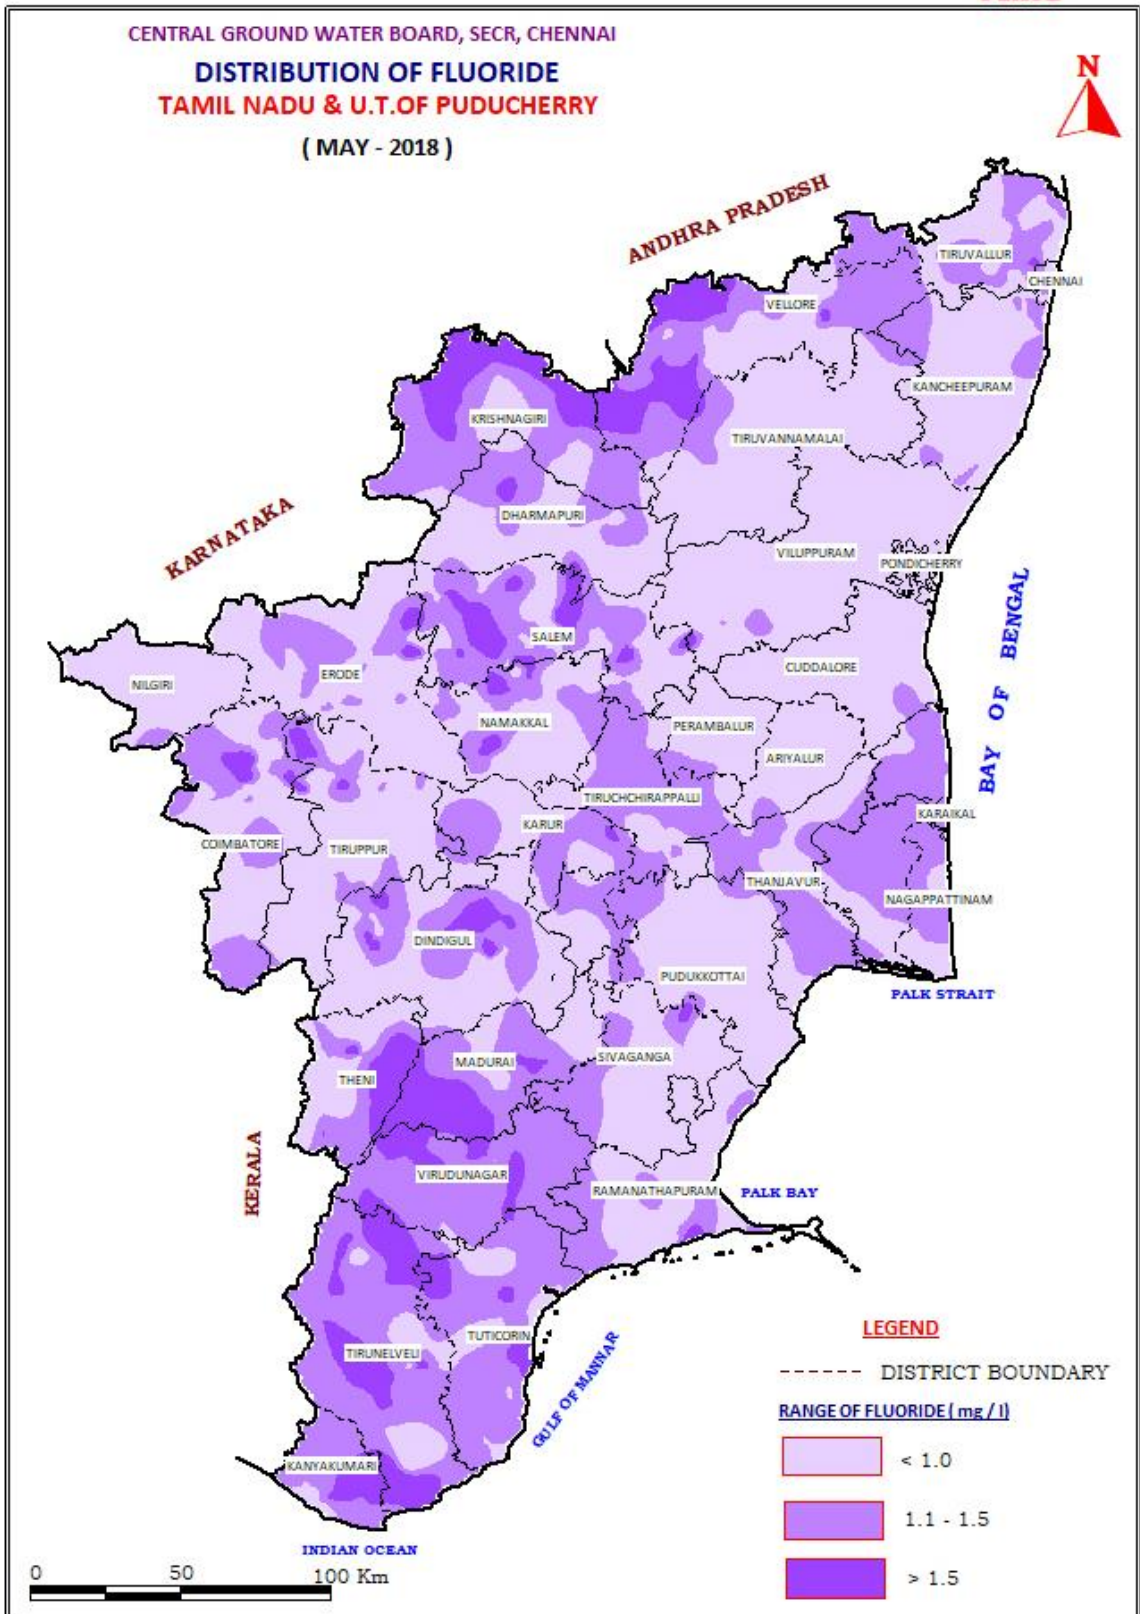 CENTRAL GROUND WATER BOARD, SECR, CHENNAI
DISTRIBUTION OF FLUORIDE
TAMIL NADU & U.T.OF PUDUCHERRY
( MAY - 2018 )
N
ANDHRA PRADESH
TIRUVALLUR
CHENNAI
VELLORE
KANCHEEPURAM
KRISHNAGIRI
TIRUVANNAMALAI
KARNATAKA
DHARMAPURI
VILUPPURAM
PONDICHERRY
BAY OF BENGAL
SALEM
CUDDALORE
ERODE
NILGIRI
NAMAKKAL
PERAMBALUR
ARIYALUR
TIRUCHCHIRAPPALLI
KARAIKAL
KARUR
COIMBATORE
TIRUPPUR
THANJAVUR
NAGAPPATTINAM
DINDIGUL
PUDUKKOTTAI
PALK STRAIT
MADURAI
SIVAGANGA
THENI
KERALA
VIRUDUNAGAR
RAMANATHAPURAM
PALK BAY
TUTICORIN
TIRUNELVELI
GULF OF MANNAR
KANYAKUMARI
INDIAN OCEAN
LEGEND
DISTRICT BOUNDARY
RANGE OF FLUORIDE ( mg / l)
< 1.0
1.1 - 1.5
> 1.5
0 50 100 Km